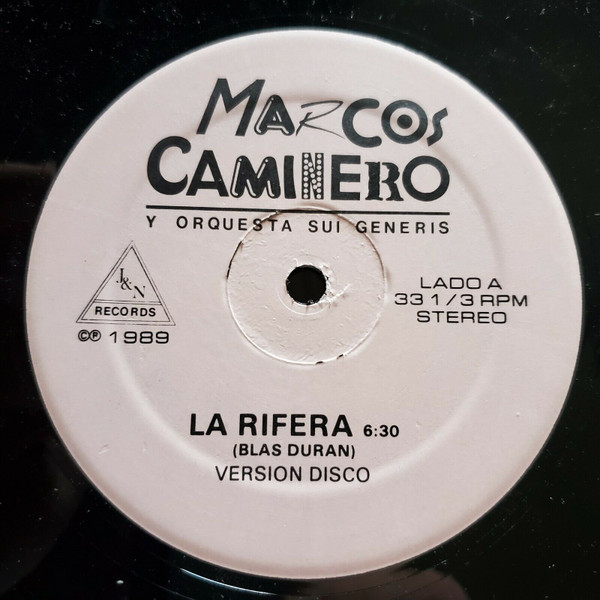 MARCOS
CAMINERO
Y ORQUESTA SUI GENERIS
J&N
RECORDS
©℗ 1989
LADO A
33 1/3 RPM
STEREO
LA RIFERA 6:30
(BLAS DURAN)
VERSION DISCO